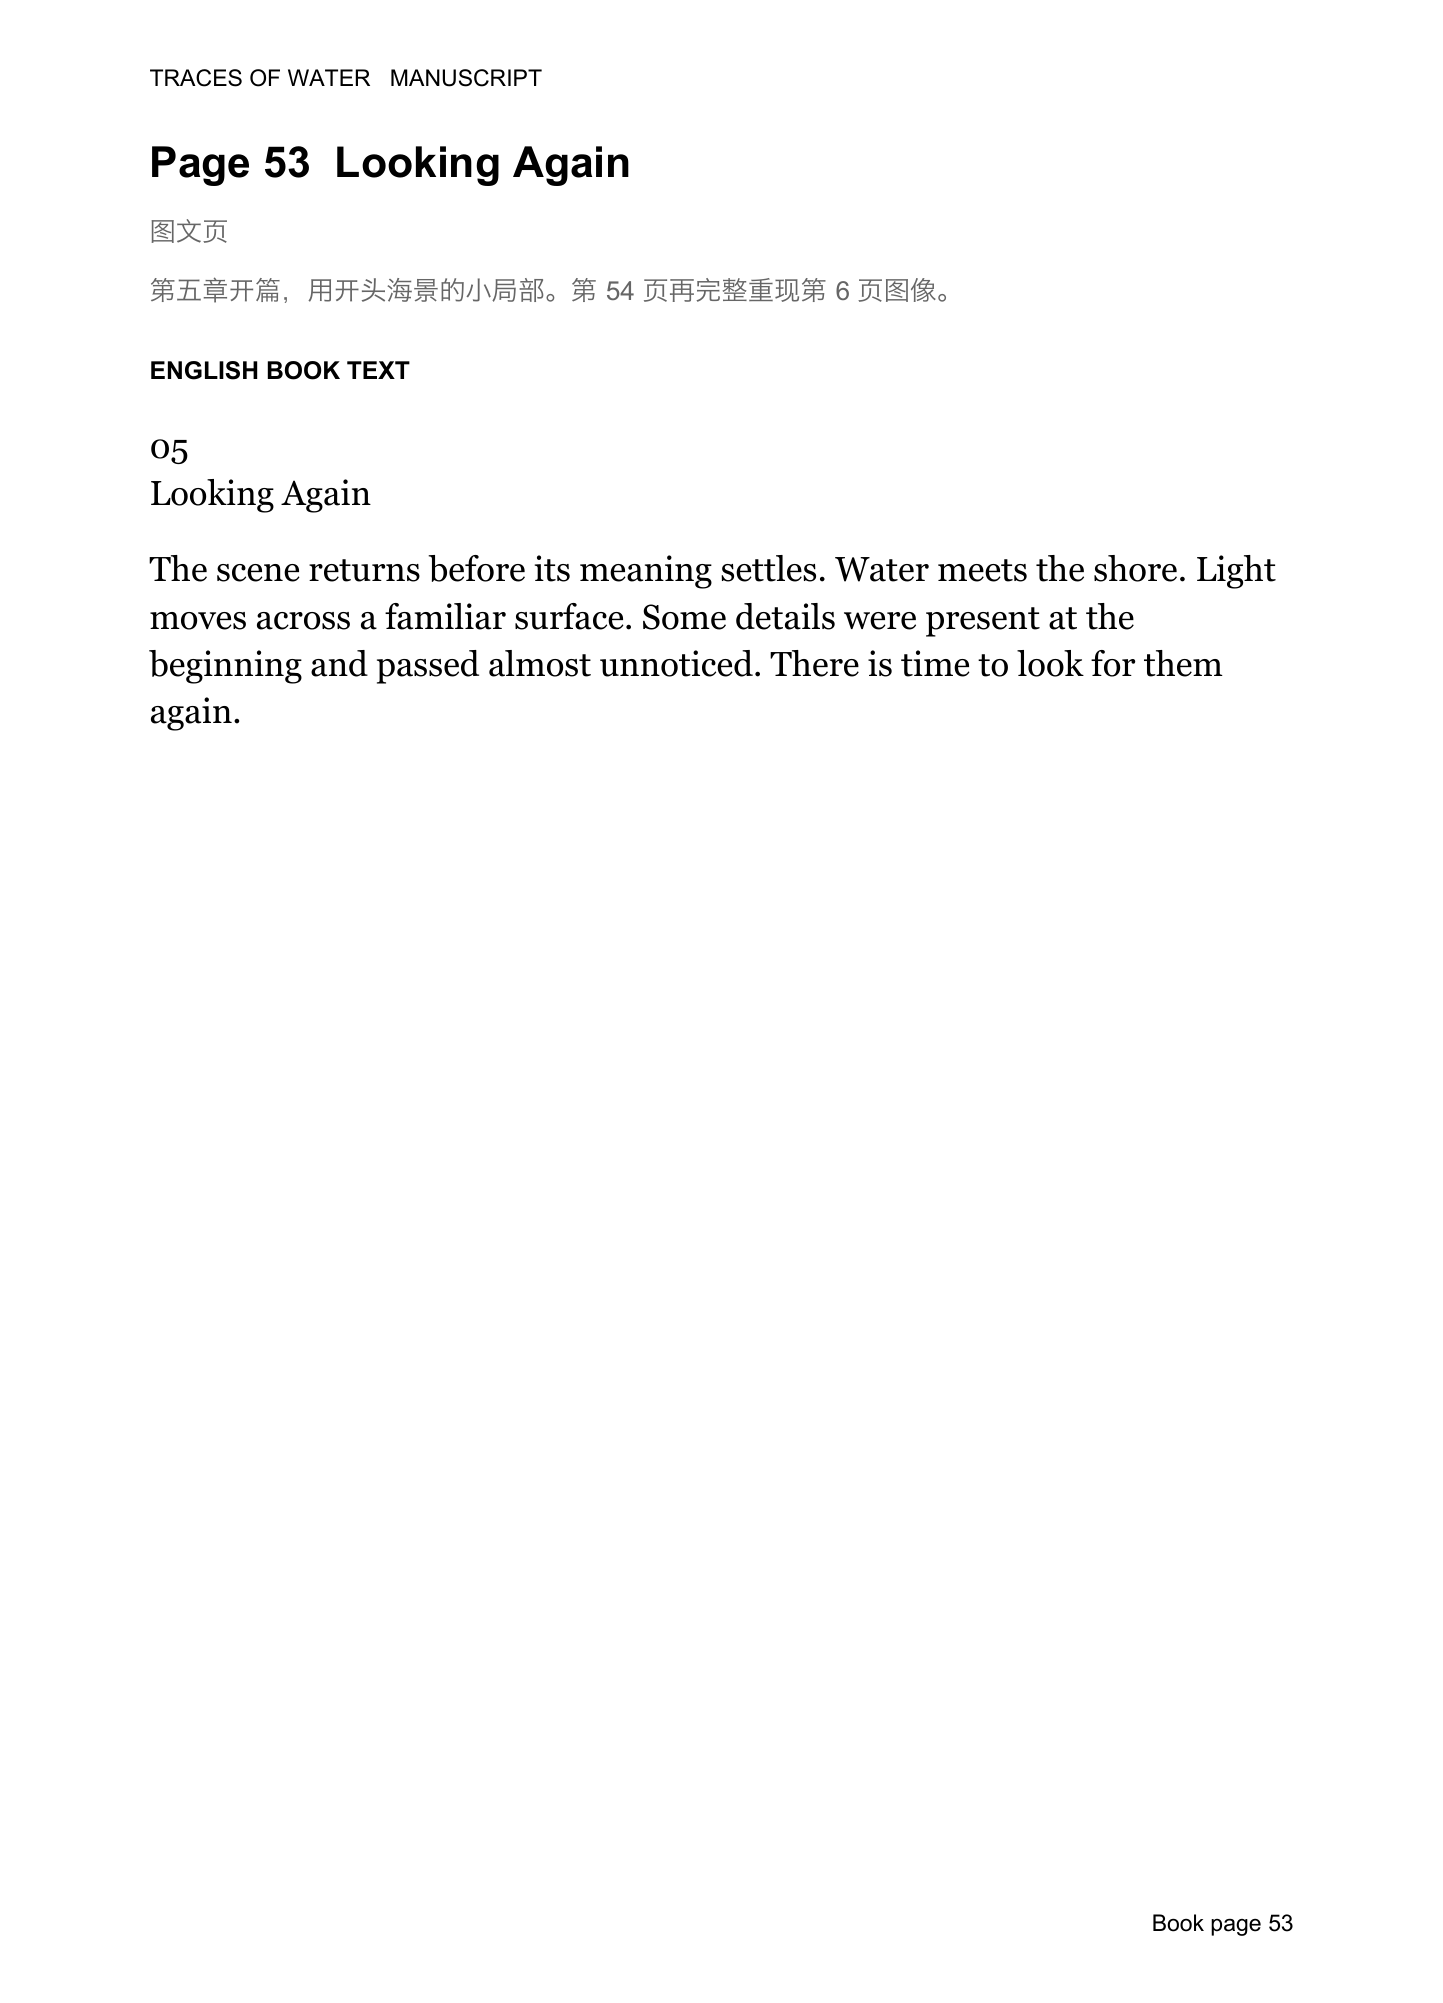 TRACES OF WATER MANUSCRIPT
Page 53 Looking Again
图文页
第五章开篇，用开头海景的小局部。第 54 页再完整重现第 6 页图像。
ENGLISH BOOK TEXT
05
Looking Again
The scene returns before its meaning settles. Water meets the shore. Light
moves across a familiar surface. Some details were present at the
beginning and passed almost unnoticed. There is time to look for them
again.
Book page 53